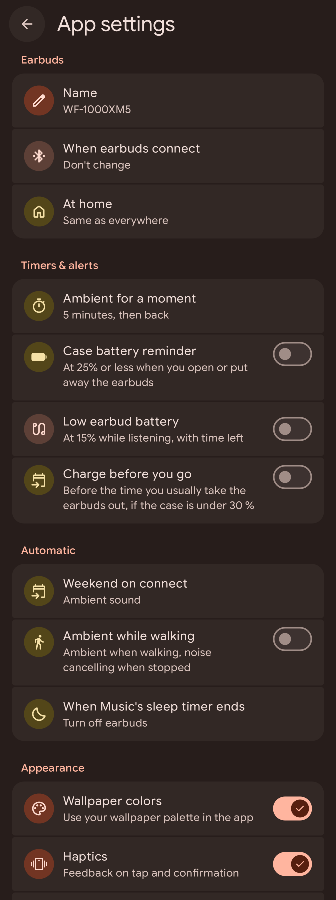 App settings
Earbuds
Name
WF-1000XM5
When earbuds connect
Don't change
At home
Same as everywhere
Timers & alerts
Ambient for a moment
5 minutes, then back
Case battery reminder
At 25% or less when you open or put
away the earbuds
Low earbud battery
At 15% while listening, with time left
Charge before you go
Before the time you usually take the
earbuds out, if the case is under 30 %
Automatic
Weekend on connect
Ambient sound
Ambient while walking
Ambient when walking, noise
cancelling when stopped
When Music's sleep timer ends
Turn off earbuds
Appearance
Wallpaper colors
Use your wallpaper palette in the app
Haptics
Feedback on tap and confirmation